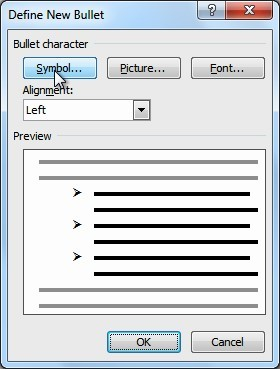 Define New Bullet
Bullet character
Symbol... Picture... Font...
Alignment:
Left
Preview
OK Cancel